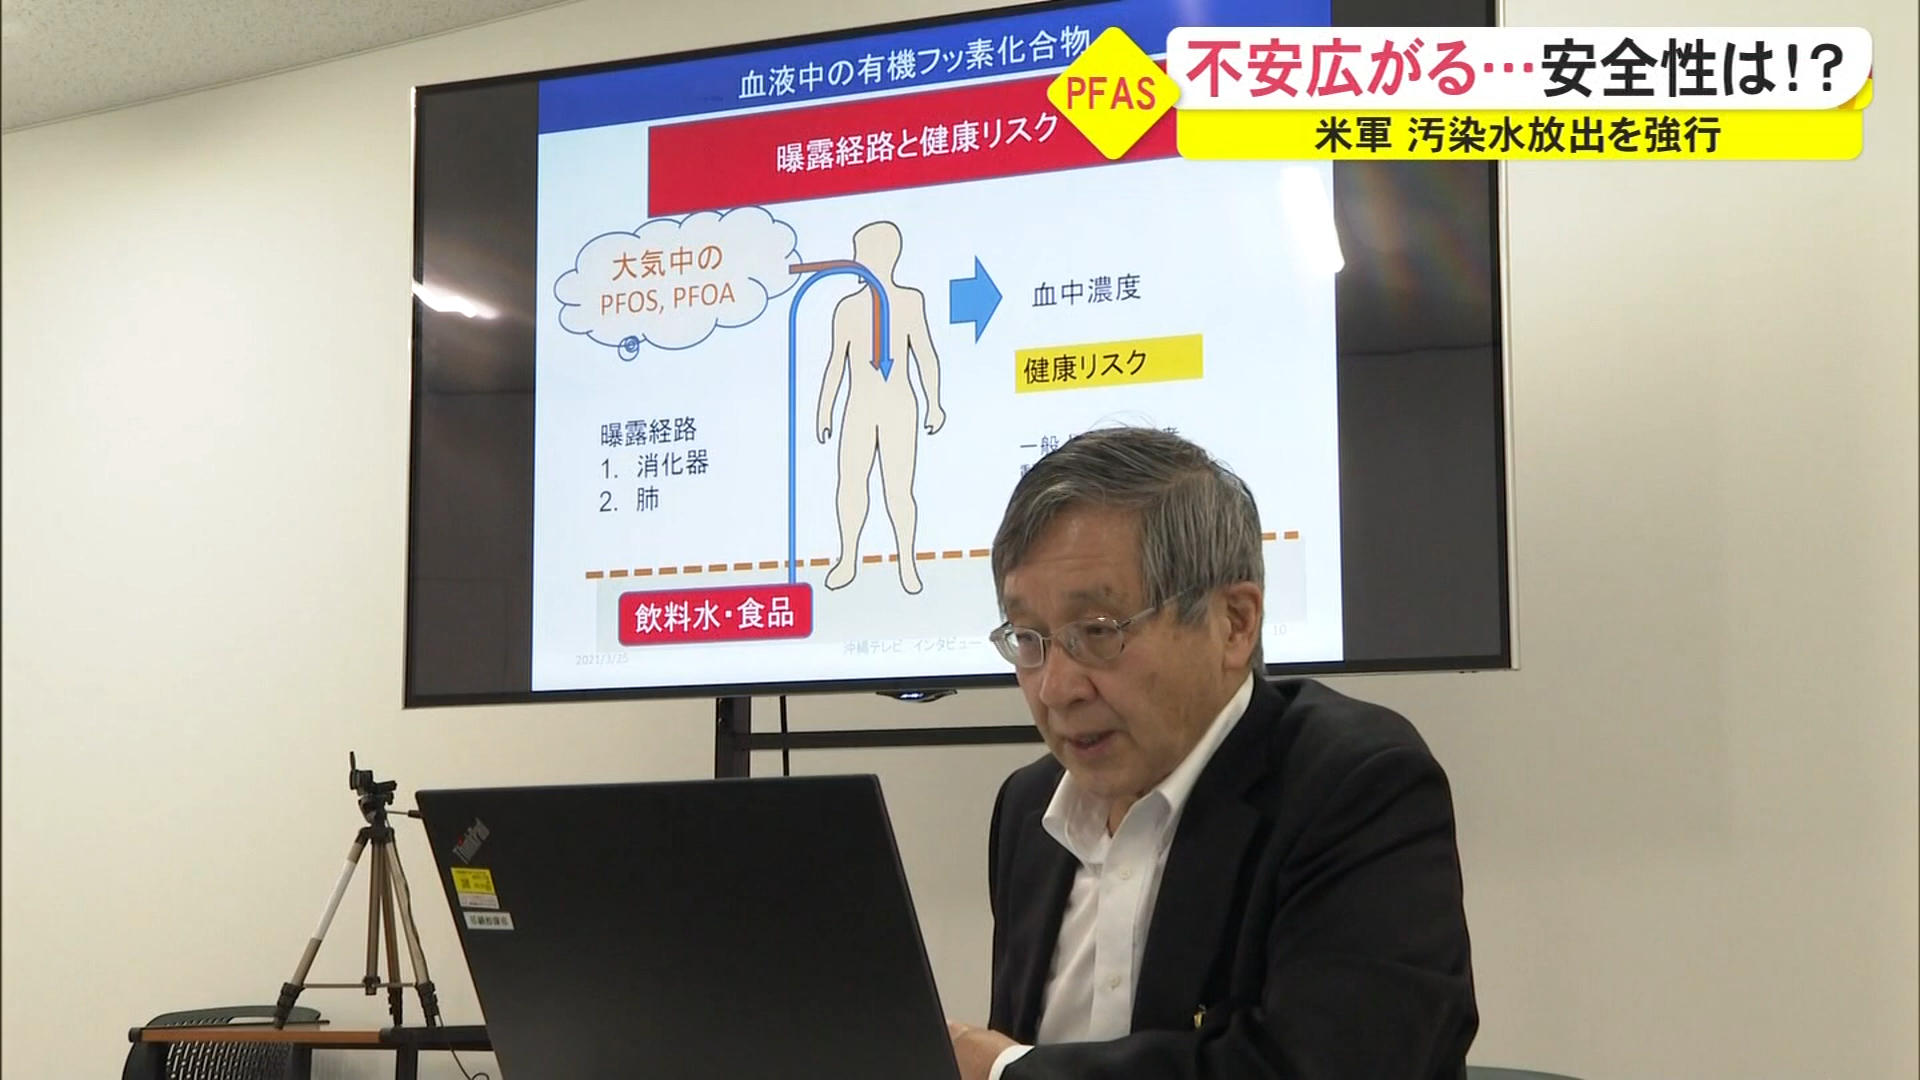 不安広がる…安全性は!?
PFAS
米軍 汚染水放出を強行
血液中の有機フッ素化合物
曝露経路と健康リスク
大気中の
PFOS, PFOA
血中濃度
健康リスク
一般
曝露経路
1. 消化器
2. 肺
飲料水・食品
2021/3/25
沖縄テレビ インタビュー
10
ThinkPad